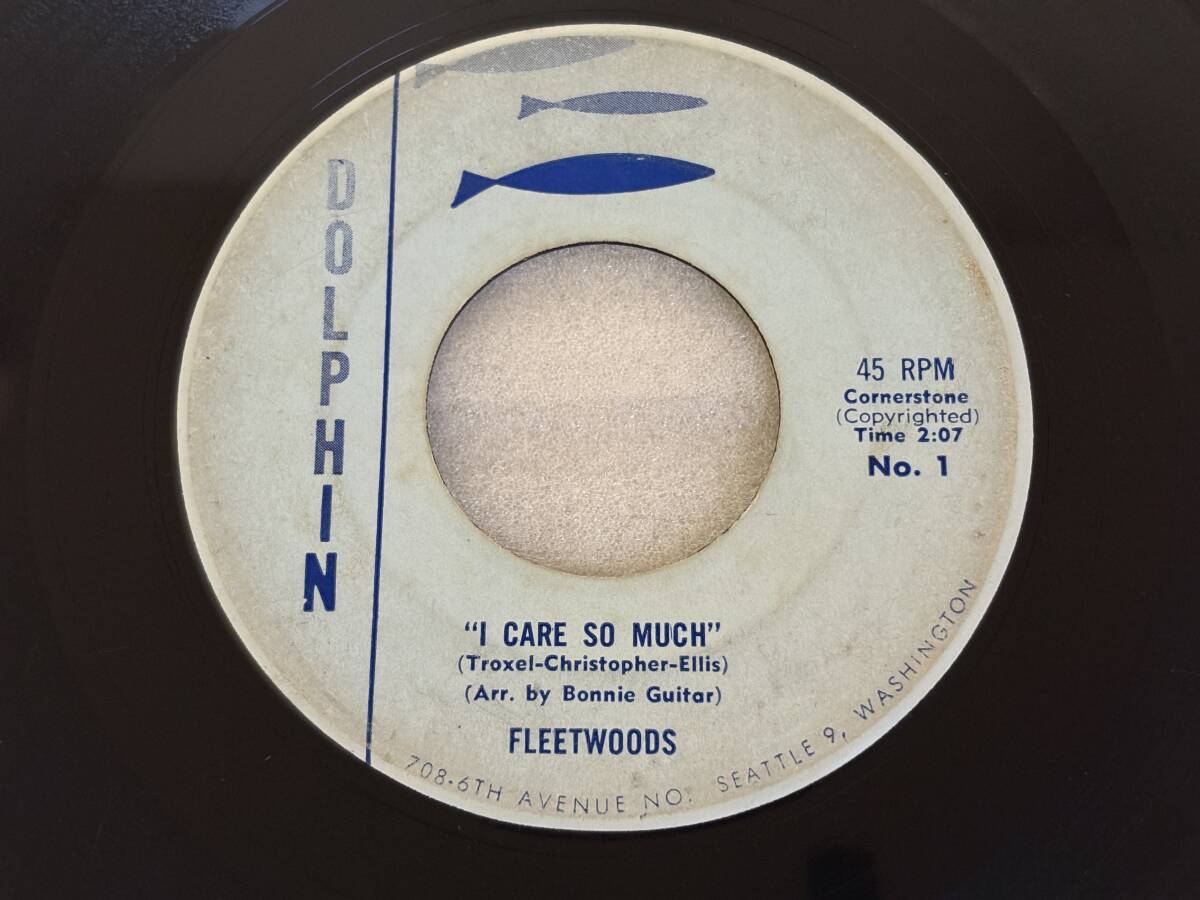 DOLPHIN
45 RPM
Cornerstone
(Copyrighted)
Time 2:07
No. 1
"I CARE SO MUCH"
(Troxel-Christopher-Ellis)
(Arr. by Bonnie Guitar)
FLEETWOODS
708-6TH AVENUE NO. SEATTLE 9, WASHINGTON